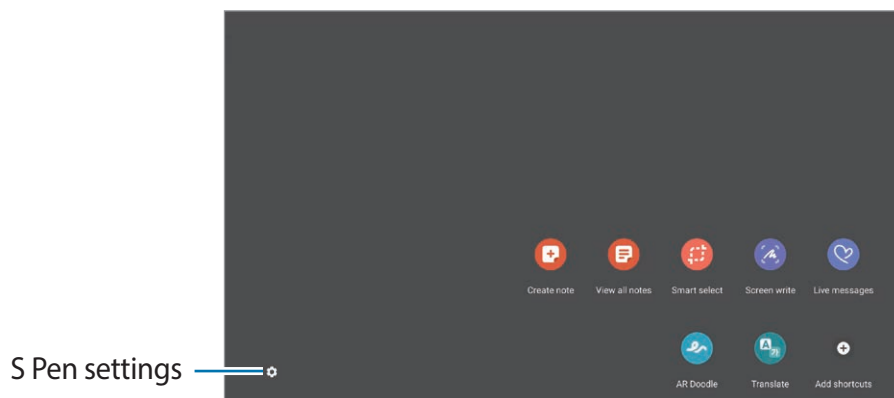 Create note View all notes Smart select Screen write Live messages
S Pen settings
AR Doodle Translate Add shortcuts